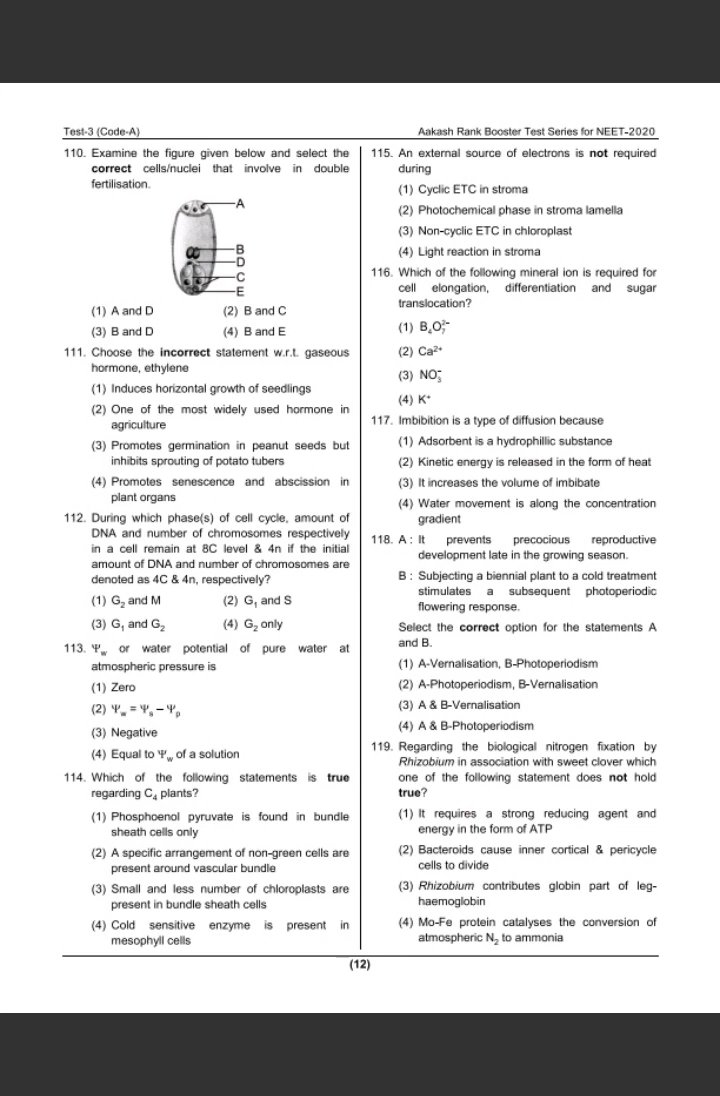 Test-3 (Code-A)
Aakash Rank Booster Test Series for NEET-2020
110. Examine the figure given below and select the
correct cells/nuclei that involve in double
fertilisation.
A
B
D
C
E
(1) A and D (2) B and C
(3) B and D (4) B and E
111. Choose the incorrect statement w.r.t. gaseous
hormone, ethylene
(1) Induces horizontal growth of seedlings
(2) One of the most widely used hormone in
agriculture
(3) Promotes germination in peanut seeds but
inhibits sprouting of potato tubers
(4) Promotes senescence and abscission in
plant organs
112. During which phase(s) of cell cycle, amount of
DNA and number of chromosomes respectively
in a cell remain at 8C level & 4n if the initial
amount of DNA and number of chromosomes are
denoted as 4C & 4n, respectively?
(1) G₂ and M (2) G₁ and S
(3) G₁ and G₂ (4) G₂ only
113. Ψw or water potential of pure water at
atmospheric pressure is
(1) Zero
(2) Ψw = Ψs – Ψp
(3) Negative
(4) Equal to Ψw of a solution
114. Which of the following statements is true
regarding C₄ plants?
(1) Phosphoenol pyruvate is found in bundle
sheath cells only
(2) A specific arrangement of non-green cells are
present around vascular bundle
(3) Small and less number of chloroplasts are
present in bundle sheath cells
(4) Cold sensitive enzyme is present in
mesophyll cells
115. An external source of electrons is not required
during
(1) Cyclic ETC in stroma
(2) Photochemical phase in stroma lamella
(3) Non-cyclic ETC in chloroplast
(4) Light reaction in stroma
116. Which of the following mineral ion is required for
cell elongation, differentiation and sugar
translocation?
(1) B₄O₇²⁻
(2) Ca²⁺
(3) NO₃⁻
(4) K⁺
117. Imbibition is a type of diffusion because
(1) Adsorbent is a hydrophillic substance
(2) Kinetic energy is released in the form of heat
(3) It increases the volume of imbibate
(4) Water movement is along the concentration
gradient
118. A : It prevents precocious reproductive
development late in the growing season.
B : Subjecting a biennial plant to a cold treatment
stimulates a subsequent photoperiodic
flowering response.
Select the correct option for the statements A
and B.
(1) A-Vernalisation, B-Photoperiodism
(2) A-Photoperiodism, B-Vernalisation
(3) A & B-Vernalisation
(4) A & B-Photoperiodism
119. Regarding the biological nitrogen fixation by
Rhizobium in association with sweet clover which
one of the following statement does not hold
true?
(1) It requires a strong reducing agent and
energy in the form of ATP
(2) Bacteroids cause inner cortical & pericycle
cells to divide
(3) Rhizobium contributes globin part of leg-
haemoglobin
(4) Mo-Fe protein catalyses the conversion of
atmospheric N₂ to ammonia
(12)